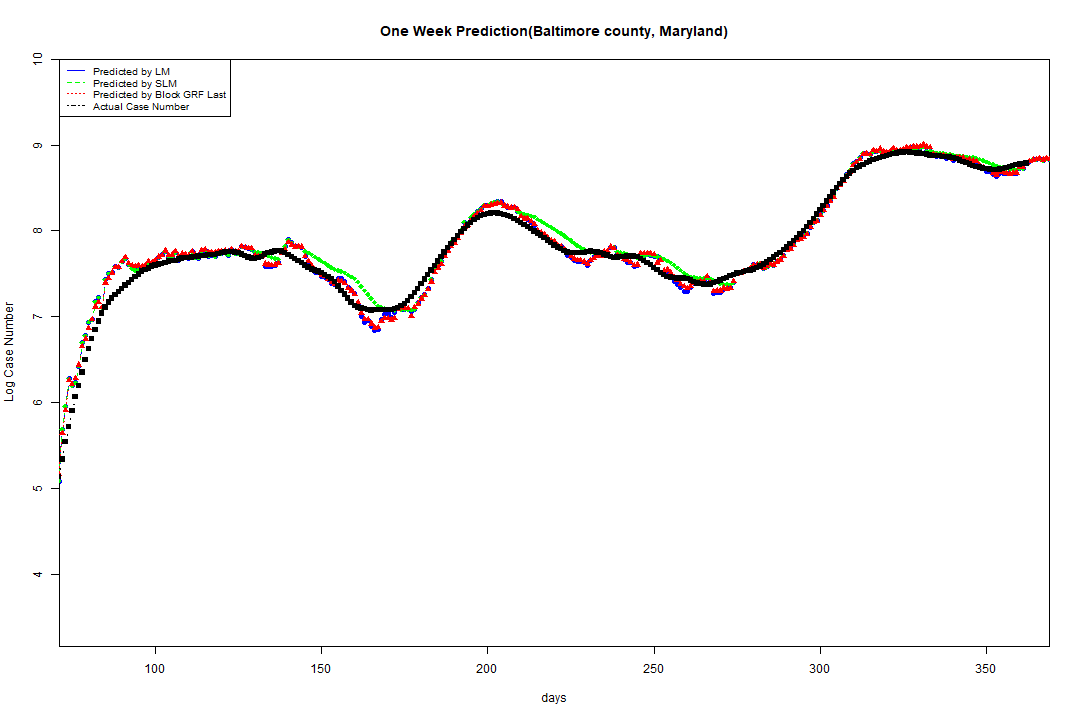 One Week Prediction(Baltimore county, Maryland)
Predicted by LM
Predicted by SLM
Predicted by Block GRF Last
Actual Case Number
10
9
8
7
6
5
4
Log Case Number
100 150 200 250 300 350
days